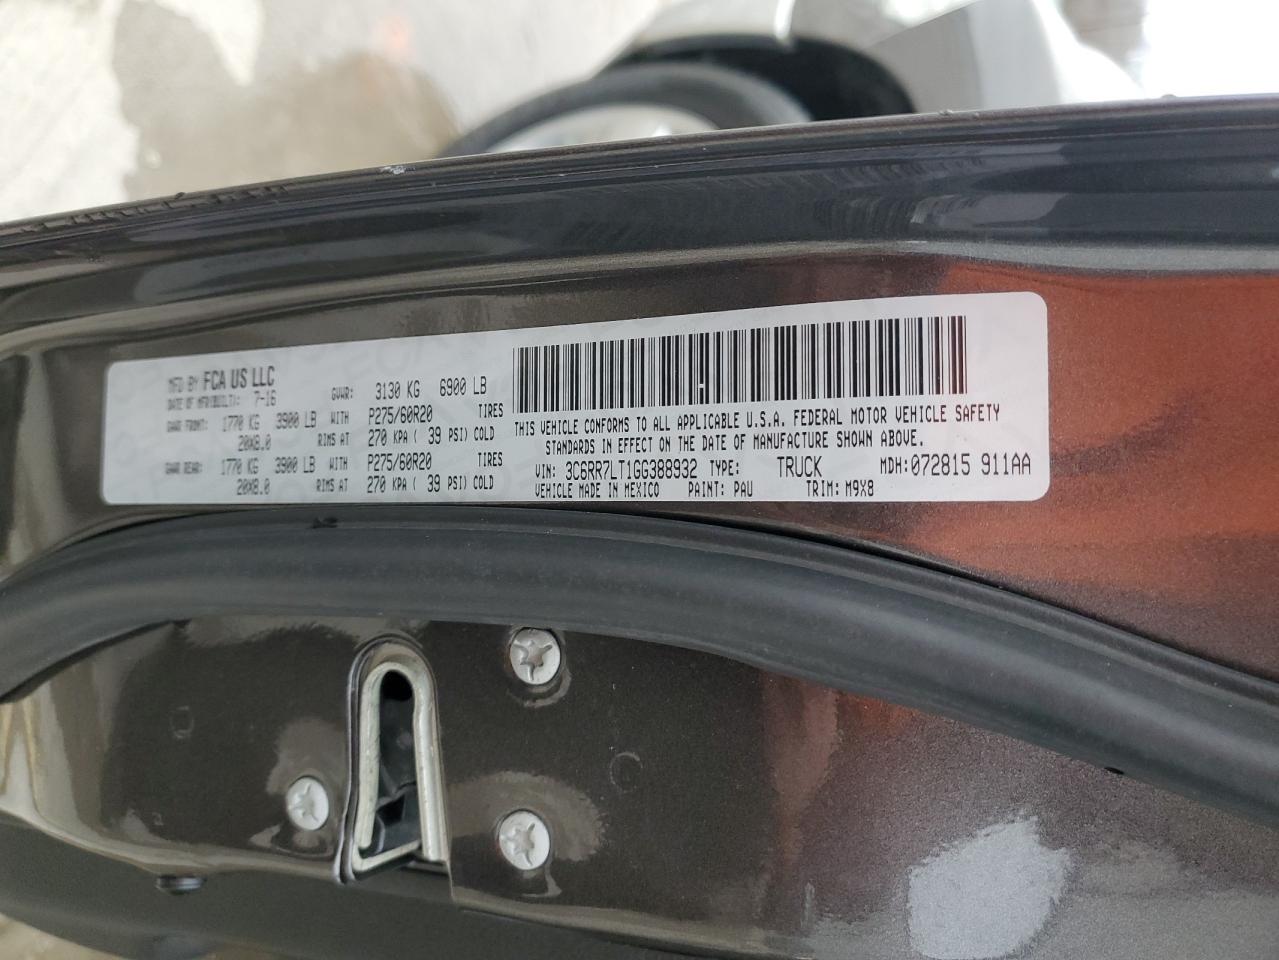 MFD BY FCA US LLC
DATE OF MFR(BUILT): 7-16 GVWR: 3130 KG 6900 LB
GAWR FRONT: 1770 KG 3900 LB WITH P275/60R20 TIRES
20X8.0 RIMS AT 270 KPA ( 39 PSI) COLD
GAWR REAR: 1770 KG 3900 LB WITH P275/60R20 TIRES
20X8.0 RIMS AT 270 KPA ( 39 PSI) COLD
THIS VEHICLE CONFORMS TO ALL APPLICABLE U.S.A. FEDERAL MOTOR VEHICLE SAFETY
STANDARDS IN EFFECT ON THE DATE OF MANUFACTURE SHOWN ABOVE.
VIN: 3C6RR7LT1GG388932 TYPE: TRUCK MDH:072815 911AA
VEHICLE MADE IN MEXICO PAINT: PAU TRIM: M9X8